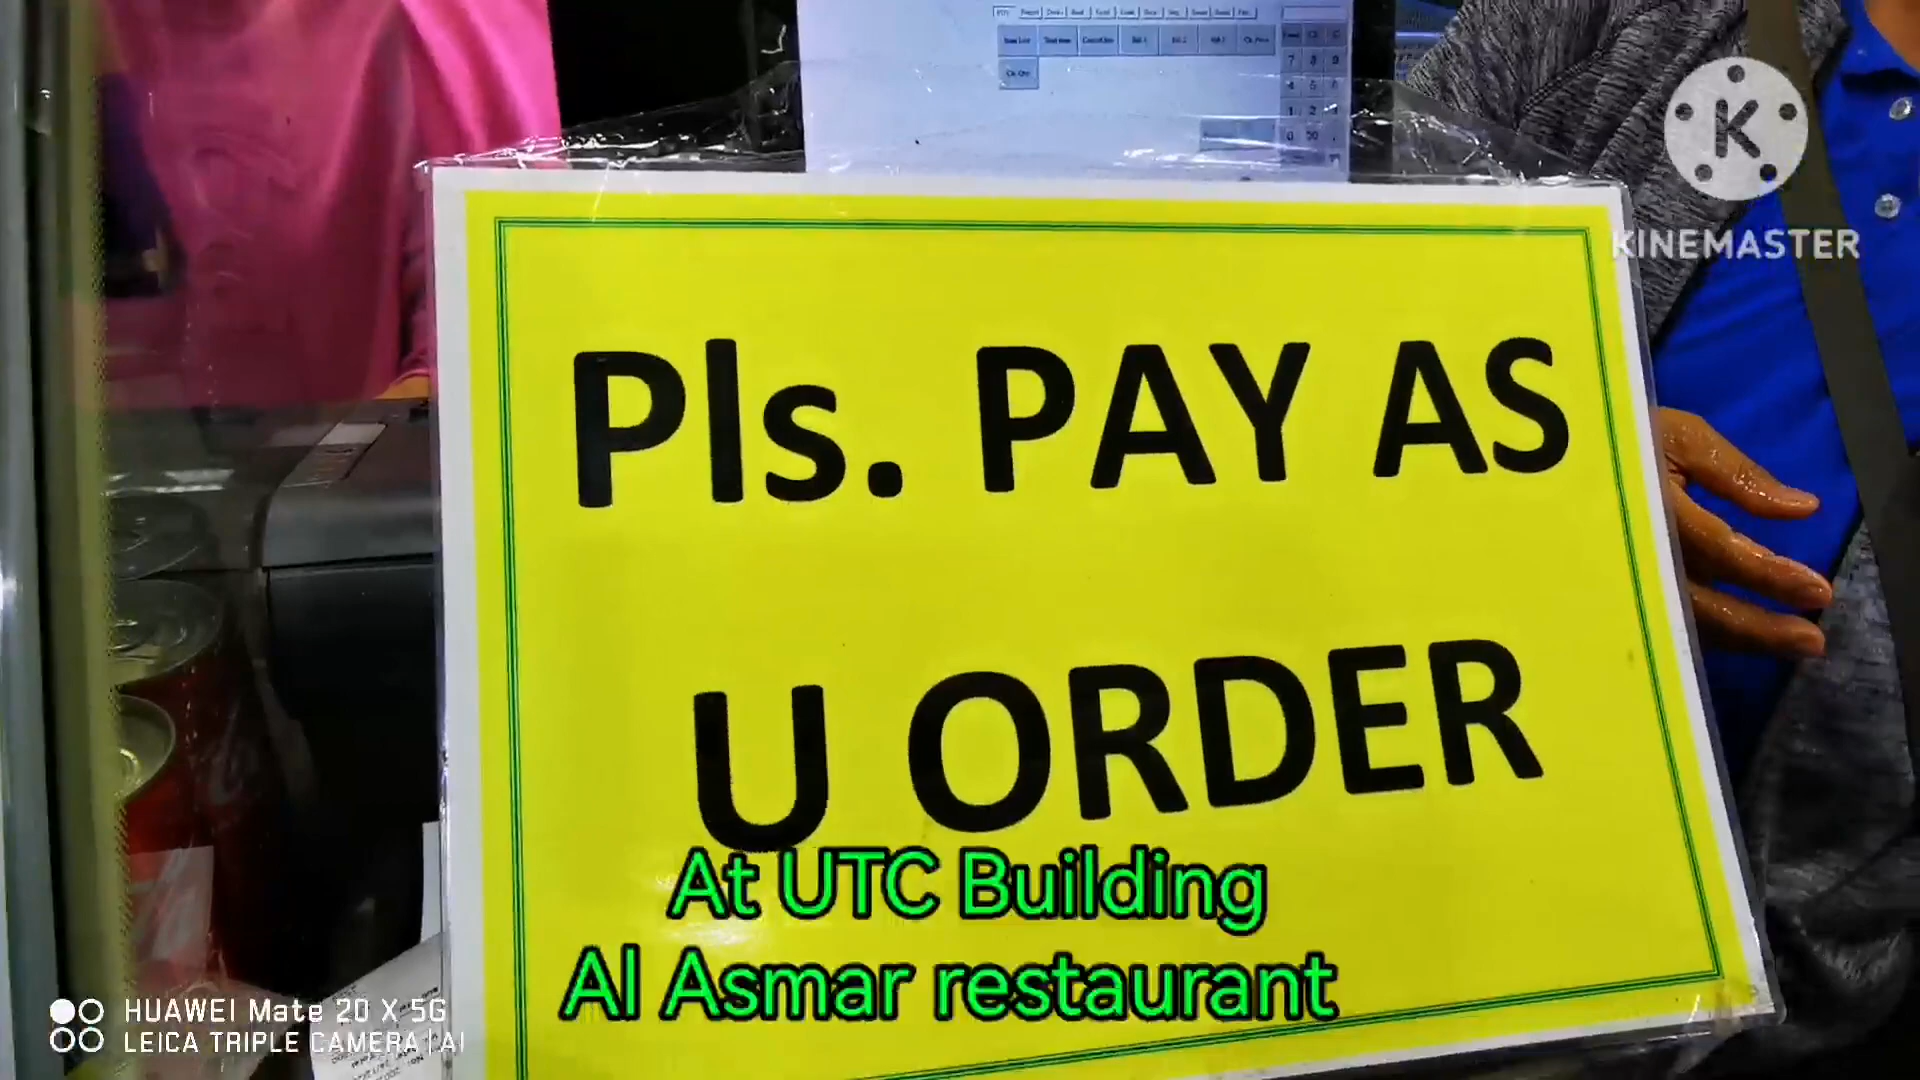 KINEMASTER
Pls. PAY AS
U ORDER
At UTC Building
Al Asmar restaurant
HUAWEI Mate 20 X 5G
LEICA TRIPLE CAMERA | AI